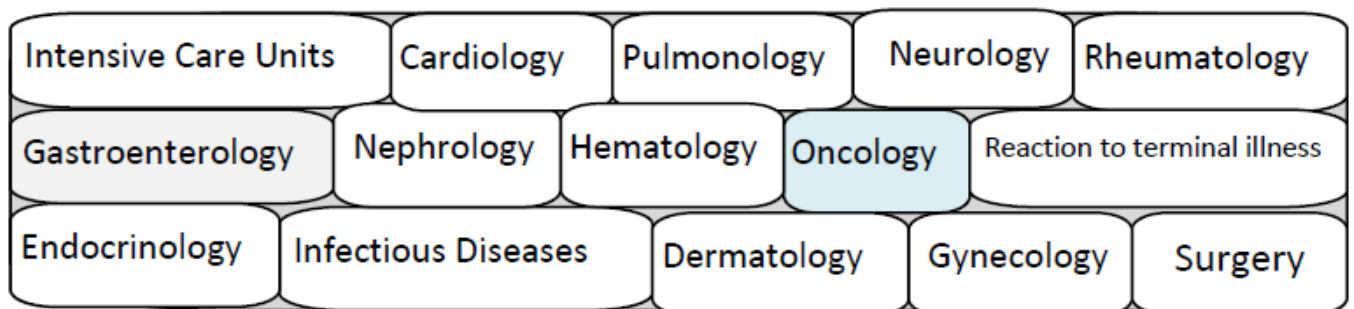 Intensive Care Units Cardiology Pulmonology Neurology Rheumatology
Gastroenterology Nephrology Hematology Oncology Reaction to terminal illness
Endocrinology Infectious Diseases Dermatology Gynecology Surgery